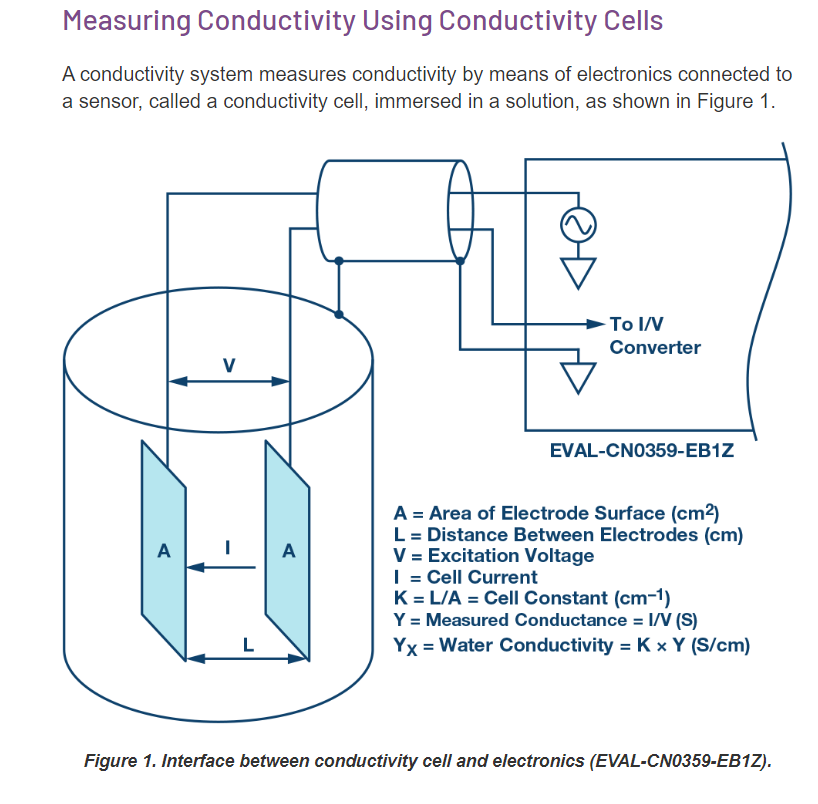 Measuring Conductivity Using Conductivity Cells
A conductivity system measures conductivity by means of electronics connected to
a sensor, called a conductivity cell, immersed in a solution, as shown in Figure 1.
To I/V
Converter
V
EVAL-CN0359-EB1Z
A
I
A
L
A = Area of Electrode Surface (cm²)
L = Distance Between Electrodes (cm)
V = Excitation Voltage
I = Cell Current
K = L/A = Cell Constant (cm⁻¹)
Y = Measured Conductance = I/V (S)
Yₓ = Water Conductivity = K × Y (S/cm)
Figure 1. Interface between conductivity cell and electronics (EVAL-CN0359-EB1Z).